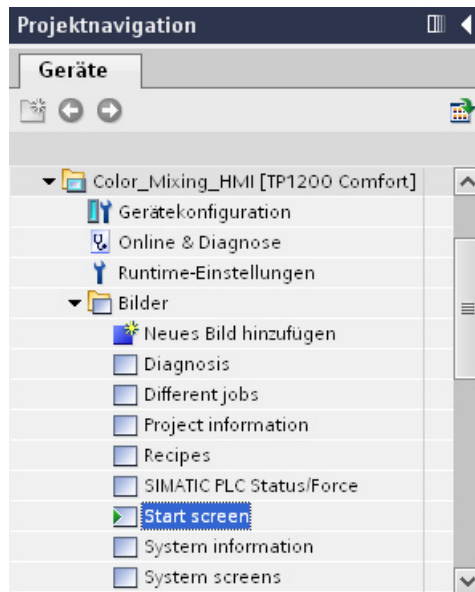 Projektnavigation
Geräte
Color_Mixing_HMI [TP1200 Comfort]
Gerätekonfiguration
Online & Diagnose
Runtime-Einstellungen
Bilder
Neues Bild hinzufügen
Diagnosis
Different jobs
Project information
Recipes
SIMATIC PLC Status/Force
Start screen
System information
System screens